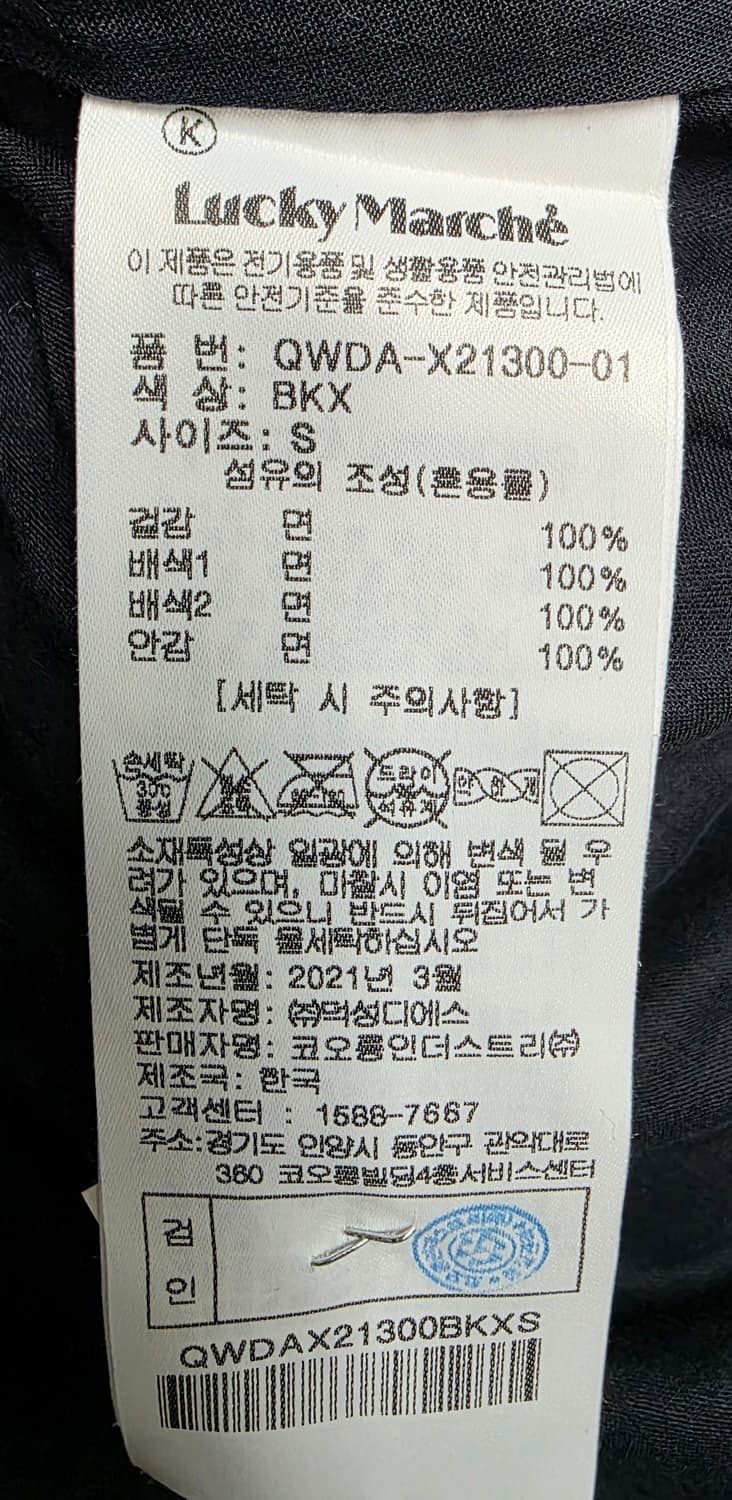 K
Lucky Marché
이 제품은 전기용품 및 생활용품 안전관리법에
따른 안전기준을 준수한 제품입니다.
품 번: QWDA-X21300-01
색 상: BKX
사이즈: S
섬유의 조성(혼용률)
겉감 면 100%
배색1 면 100%
배색2 면 100%
안감 면 100%
[세탁 시 주의사항]
손세탁 30℃ 중성 드라이 석유계 약하게
소재특성상 일광에 의해 변색 될 우
려가 있으며, 마찰시 이염 또는 변
색될 수 있으니 반드시 뒤집어서 가
볍게 단독 물세탁하십시오
제조년월: 2021년 3월
제조자명: ㈜덕성디에스
판매자명: 코오롱인더스트리㈜
제조국: 한국
고객센터 : 1588-7667
주소:경기도 안양시 동안구 관악대로
360 코오롱빌딩4층서비스센터
검
인
QWDAX21300BKXS